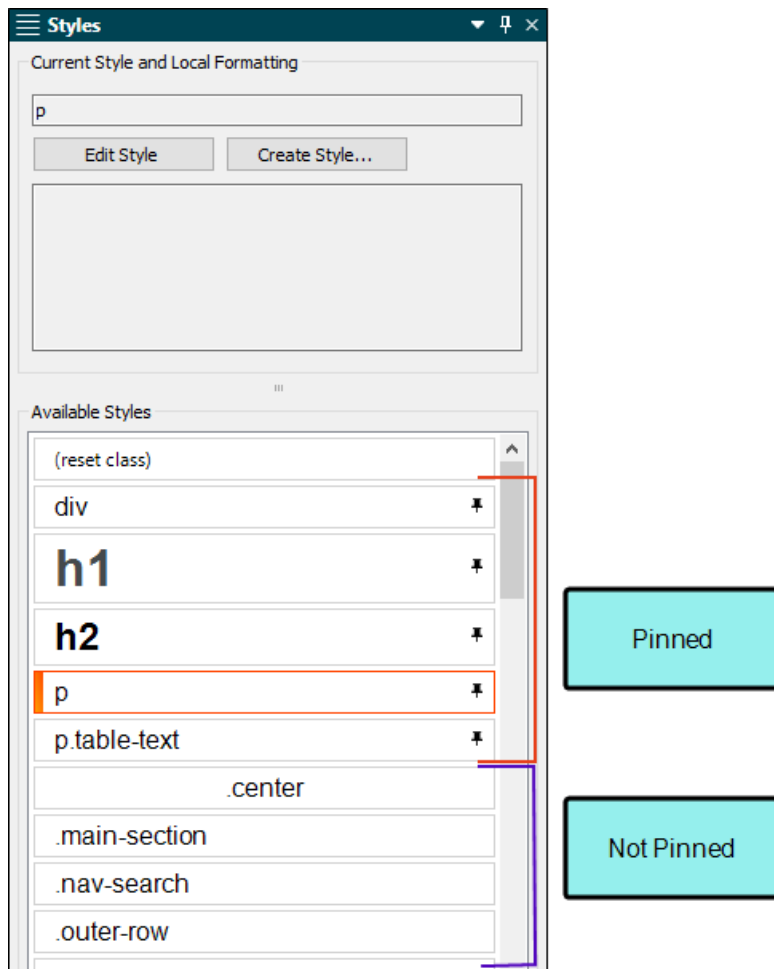 Styles
Current Style and Local Formatting
p
Edit Style
Create Style...
Available Styles
(reset class)
div
h1
h2
p
p.table-text
.center
.main-section
.nav-search
.outer-row
Pinned
Not Pinned